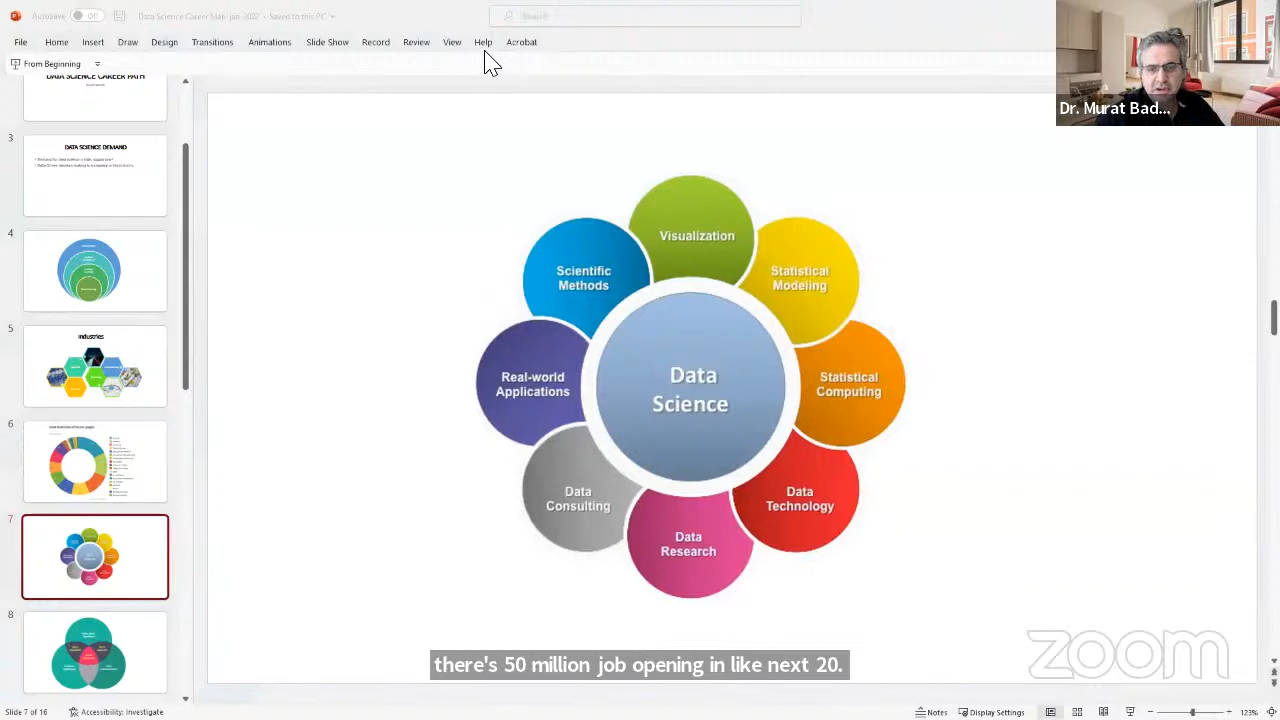 AutoSave Off Data Science Career Map-Jan 2022 - Saved to this PC
Search
File Home Insert Draw Design Transitions Animations Slide Show Record Review View Help Acrobat
From Beginning
Dr. Murat Bad...
DATA SCIENCE CAREER PATH
3
DATA SCIENCE DEMAND
4
5
Industries
6
7
8
Visualization
Statistical
Modeling
Statistical
Computing
Data
Technology
Data
Research
Data
Consulting
Real-world
Applications
Scientific
Methods
Data
Science
there's 50 million job opening in like next 20.
zoom
Slide 7 of 16 Accessibility: Investigate Notes Display Settings 123%